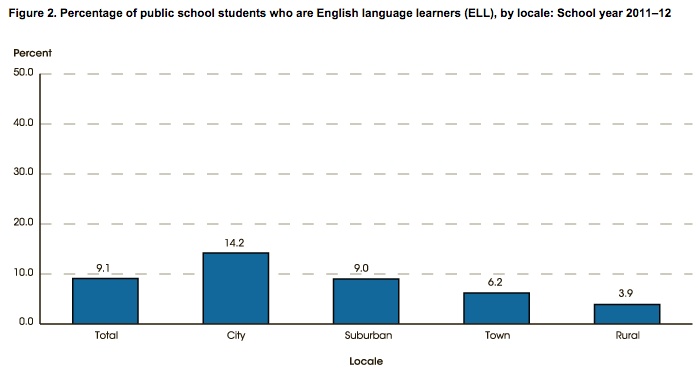 Figure 2. Percentage of public school students who are English language learners (ELL), by locale: School year 2011–12
Percent
50.0
40.0
30.0
20.0
10.0
0.0
9.1
14.2
9.0
6.2
3.9
Total
City
Suburban
Town
Rural
Locale